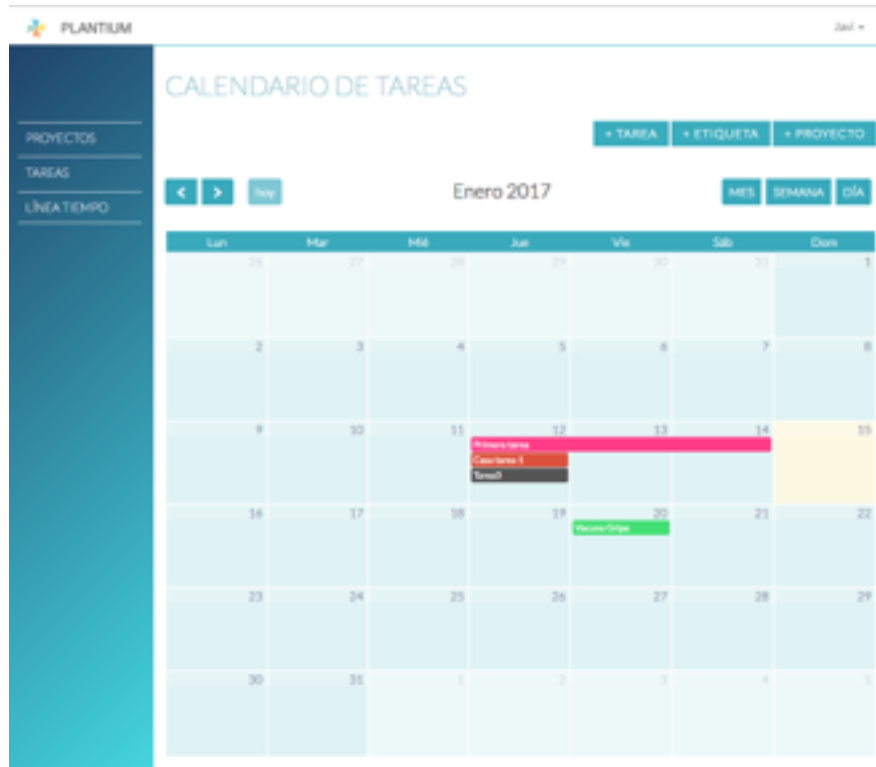 PLANTIUM
Javi
CALENDARIO DE TAREAS
+ TAREA + ETIQUETA + PROYECTO
PROYECTOS
TAREAS
LÍNEA TIEMPO
< > hoy Enero 2017 MES SEMANA DÍA
Lun Mar Mié Jue Vie Sáb Dom
26 27 28 29 30 31 1
2 3 4 5 6 7 8
9 10 11 12 13 14 15
Primera tarea
Casa tarea 1
Tarea3
16 17 18 19 20 21 22
Vacuna Gripe
23 24 25 26 27 28 29
30 31 1 2 3 4 5